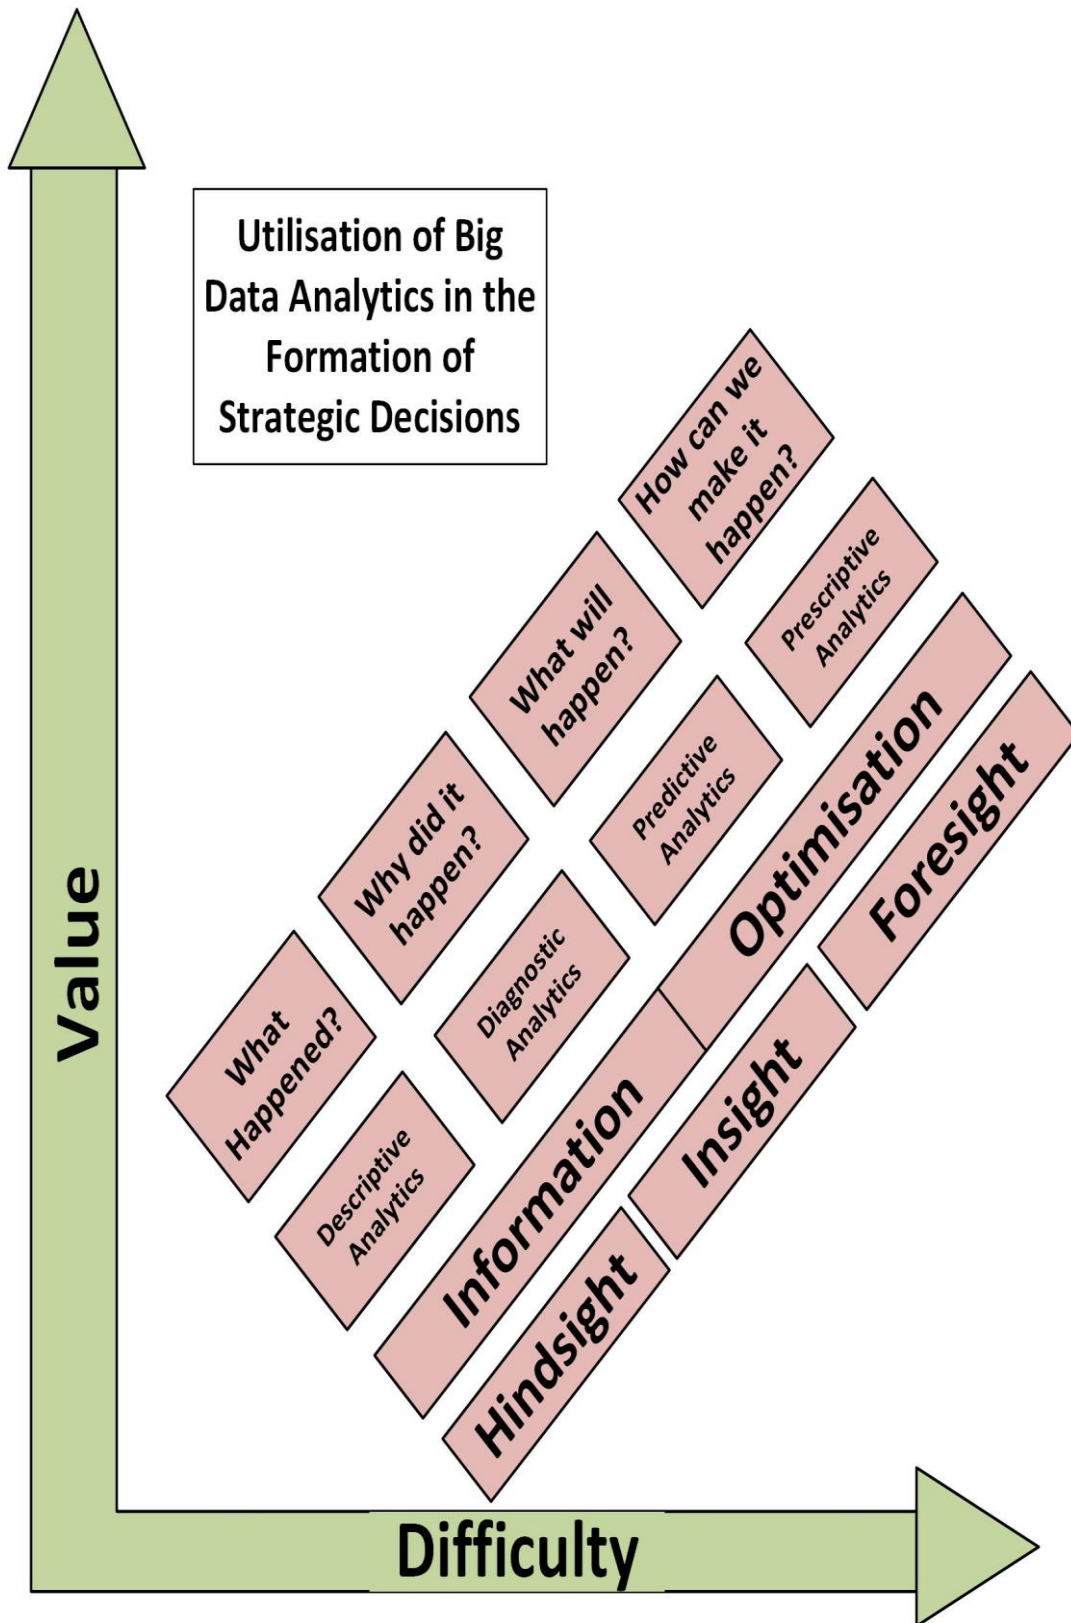 Utilisation of Big
Data Analytics in the
Formation of
Strategic Decisions
How can we
make it
happen?
Prescriptive
Analytics
What will
happen?
Predictive
Analytics
Optimisation
Foresight
Why did it
happen?
Diagnostic
Analytics
Value
What
Happened?
Descriptive
Analytics
Information
Insight
Hindsight
Difficulty